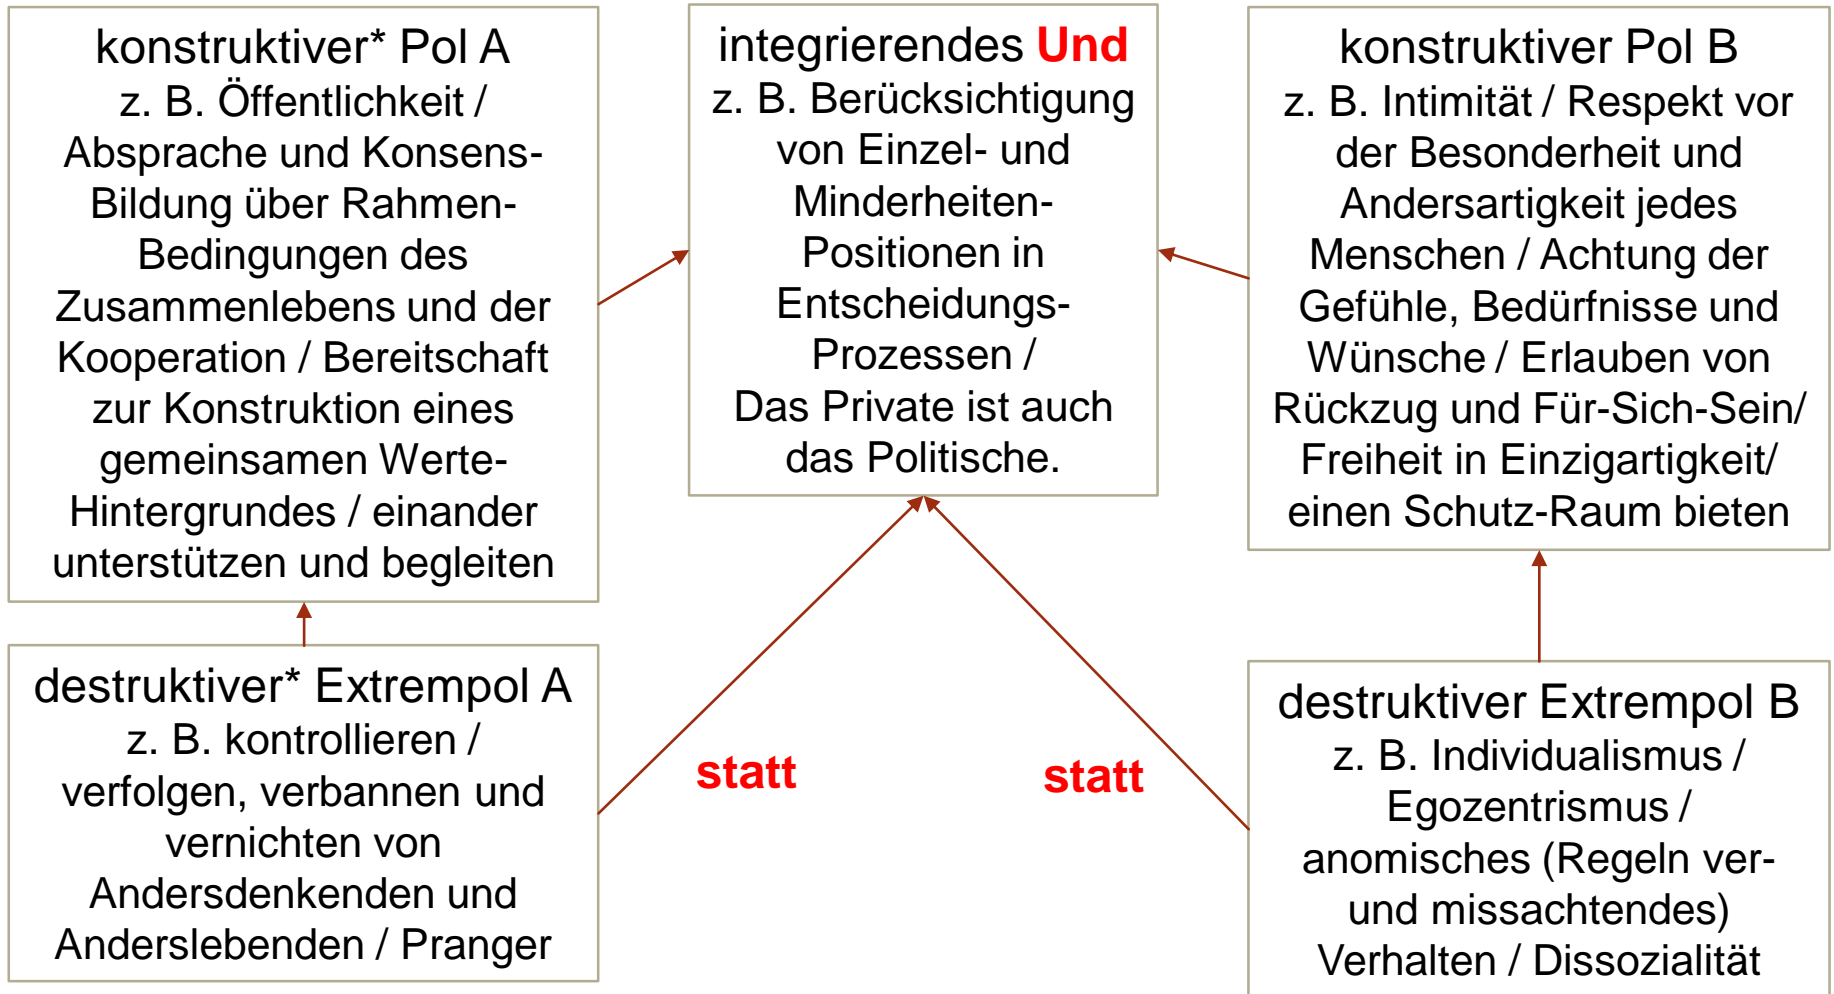 konstruktiver* Pol A
z. B. Öffentlichkeit /
Absprache und Konsens-
Bildung über Rahmen-
Bedingungen des
Zusammenlebens und der
Kooperation / Bereitschaft
zur Konstruktion eines
gemeinsamen Werte-
Hintergrundes / einander
unterstützen und begleiten
integrierendes Und
z. B. Berücksichtigung
von Einzel- und
Minderheiten-
Positionen in
Entscheidungs-
Prozessen /
Das Private ist auch
das Politische.
konstruktiver Pol B
z. B. Intimität / Respekt vor
der Besonderheit und
Andersartigkeit jedes
Menschen / Achtung der
Gefühle, Bedürfnisse und
Wünsche / Erlauben von
Rückzug und Für-Sich-Sein/
Freiheit in Einzigartigkeit/
einen Schutz-Raum bieten
destruktiver* Extrempol A
z. B. kontrollieren /
verfolgen, verbannen und
vernichten von
Andersdenkenden und
Anderslebenden / Pranger
statt
statt
destruktiver Extrempol B
z. B. Individualismus /
Egozentrismus /
anomisches (Regeln ver-
und missachtendes)
Verhalten / Dissozialität